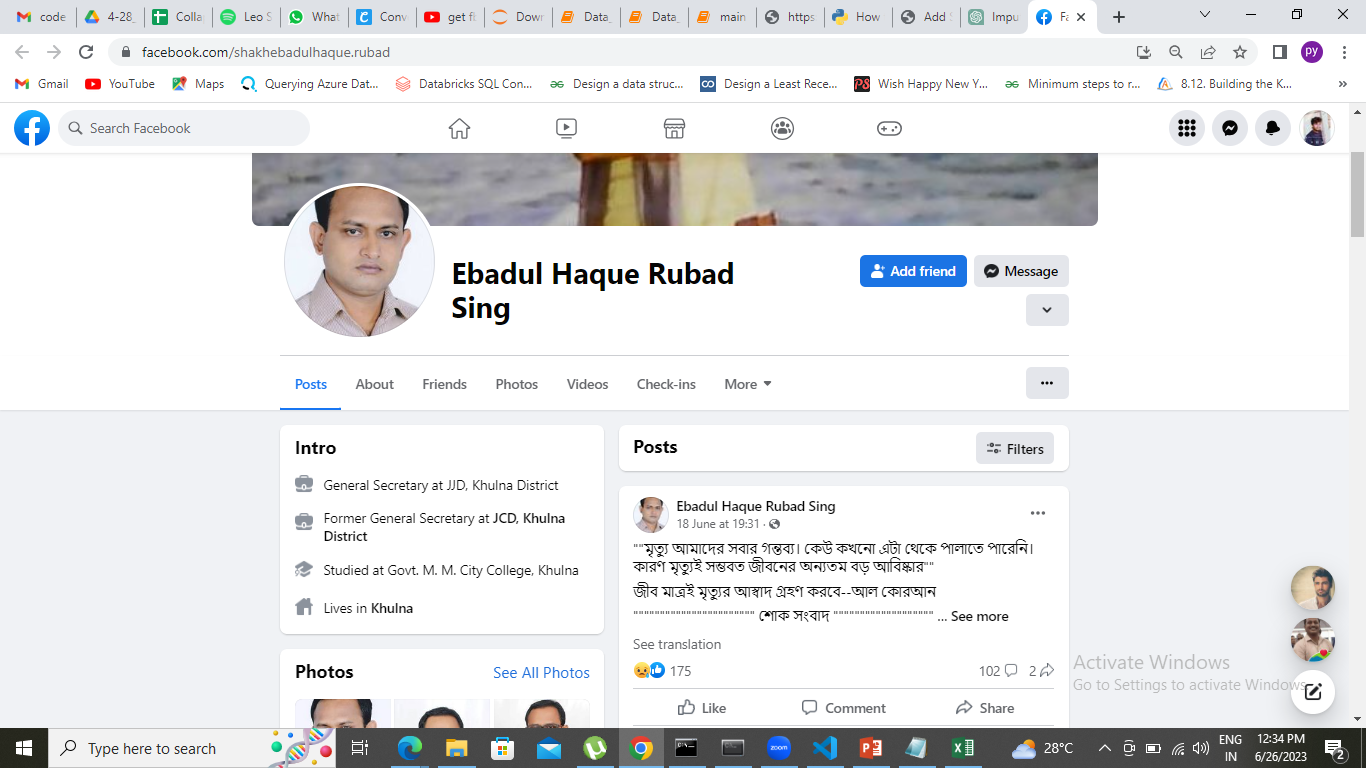 code
4-28_
Collal
Leo S
What
Conv
get fl
Down
Data_
Data_
main
https
How
Add S
Impu
Fa
facebook.com/shakhebadulhaque.rubad
py
Gmail
YouTube
Maps
Querying Azure Dat...
Databricks SQL Con...
Design a data struc...
Design a Least Rece...
Wish Happy New Y...
Minimum steps to r...
8.12. Building the K...
Search Facebook
Ebadul Haque Rubad
Sing
Add friend
Message
Posts
About
Friends
Photos
Videos
Check-ins
More
Intro
General Secretary at JJD, Khulna District
Former General Secretary at JCD, Khulna
District
Studied at Govt. M. M. City College, Khulna
Lives in Khulna
Photos
See All Photos
Posts
Filters
Ebadul Haque Rubad Sing
18 June at 19:31 ·
""মৃত্যু আমাদের সবার গন্তব্য। কেউ কখনো এটা থেকে পালাতে পারেনি।
কারণ মৃত্যুই সম্ভবত জীবনের অন্যতম বড় আবিষ্কার""
জীব মাত্রই মৃত্যুর আস্বাদ গ্রহণ করবে--আল কোরআন
""""""""""""""""""""""" শোক সংবাদ """"""""""""""""""" ... See more
See translation
175
102
2
Like
Comment
Share
Activate Windows
Go to Settings to activate Windows.
Type here to search
zoom
28°C
ENG
IN
12:34 PM
6/26/2023
2